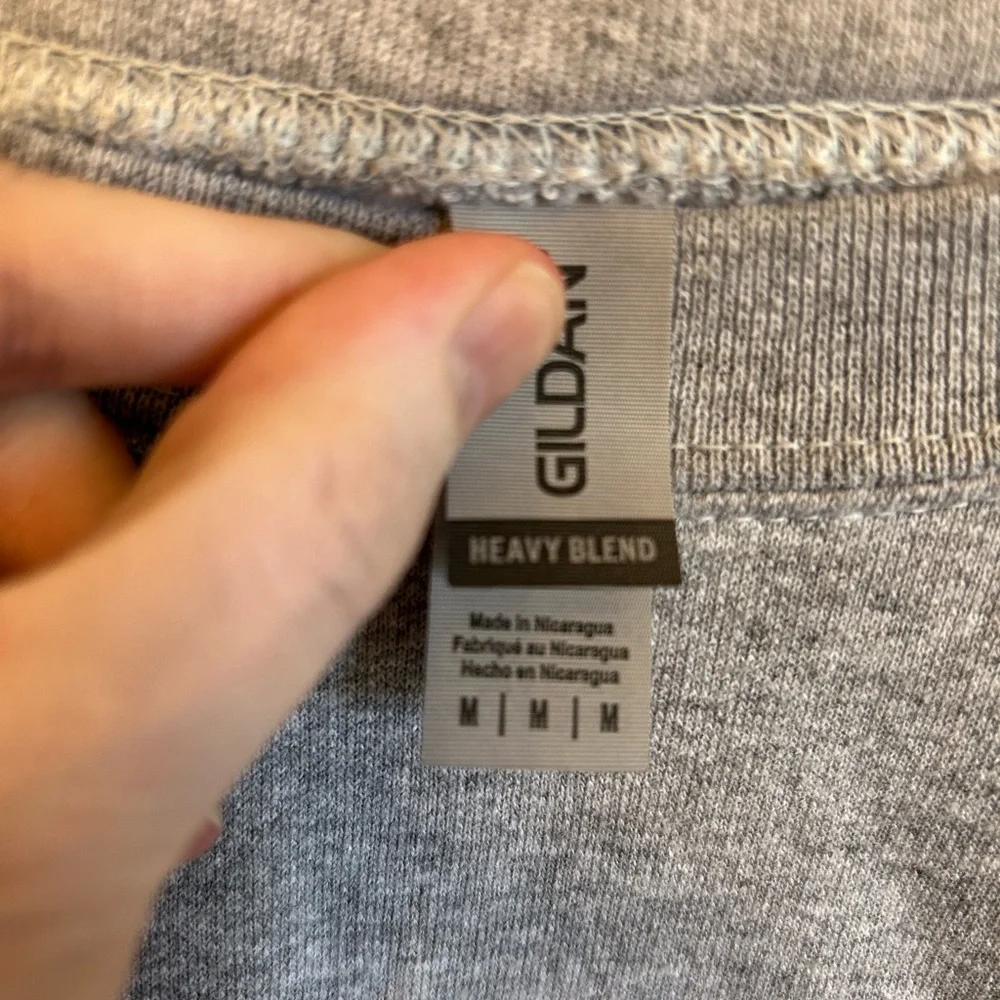 GILDAN
HEAVY BLEND
Made in Nicaragua
Fabriqué au Nicaragua
Hecho en Nicaragua
M | M | M